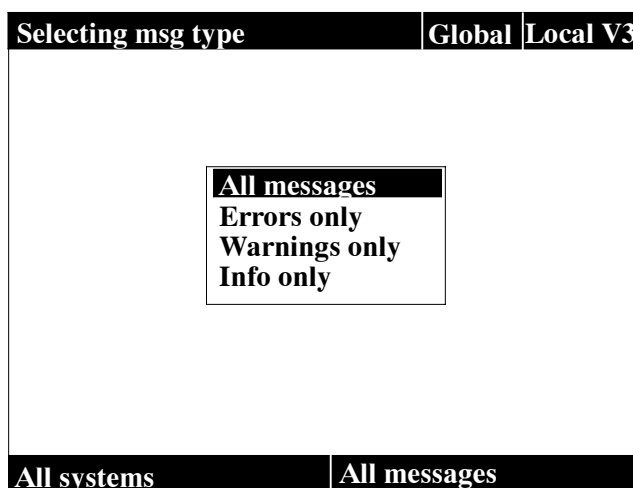 Selecting msg type Global Local V3
All messages
Errors only
Warnings only
Info only
All systems All messages